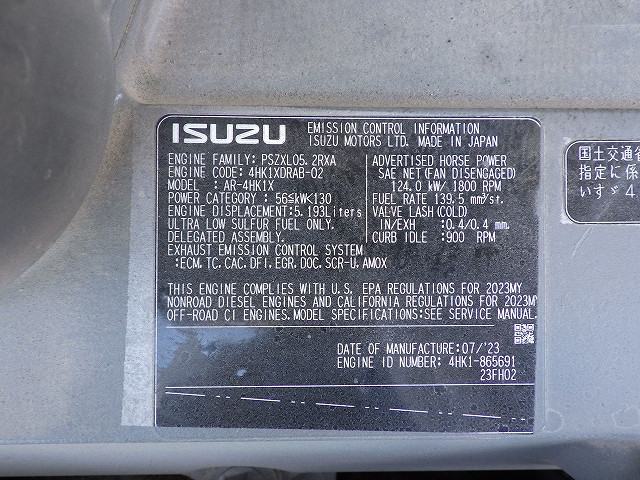 ISUZU
EMISSION CONTROL INFORMATION
ISUZU MOTORS LTD. MADE IN JAPAN
ENGINE FAMILY: PSZXL05.2RXA
ENGINE CODE: 4HK1XDRAB-02
MODEL : AR-4HK1X
POWER CATEGORY : 56≦kW<130
ENGINE DISPLACEMENT:5.193Liters
ULTRA LOW SULFUR FUEL ONLY.
DELEGATED ASSEMBLY.
EXHAUST EMISSION CONTROL SYSTEM
:ECM, TC, CAC, DFI, EGR, DOC, SCR-U, AMOX
ADVERTISED HORSE POWER
SAE NET(FAN DISENGAGED)
124.0 kW/ 1800 RPM
FUEL RATE 139.5 mm³/st.
VALVE LASH(COLD)
IN/EXH :0.4/0.4 mm.
CURB IDLE :900 RPM
THIS ENGINE COMPLIES WITH U.S. EPA REGULATIONS FOR 2023MY
NONROAD DIESEL ENGINES AND CALIFORNIA REGULATIONS FOR 2023MY
OFF-ROAD CI ENGINES.MODEL SPECIFICATIONS:SEE SERVICE MANUAL.
DATE OF MANUFACTURE:07/'23
ENGINE ID NUMBER: 4HK1-865691
23FH02
国土交通省
指定に係
いすゞ4